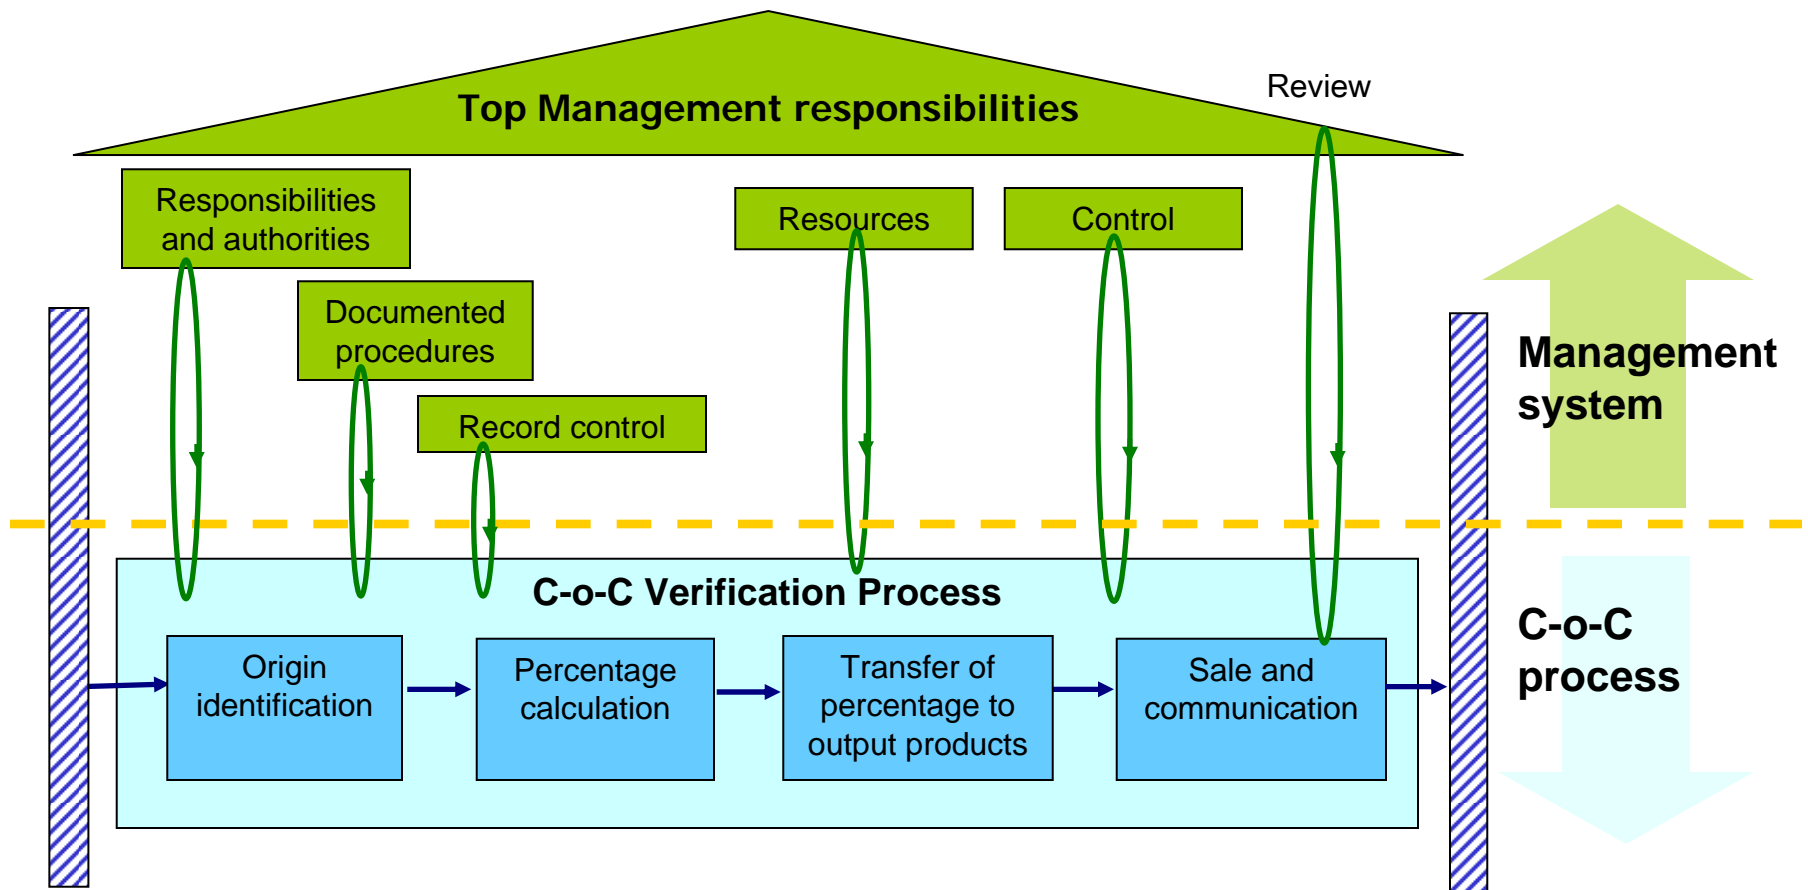 Top Management responsibilities
Review
Responsibilities
and authorities
Resources
Control
Documented
procedures
Record control
Management
system
C-o-C Verification Process
Origin
identification
Percentage
calculation
Transfer of
percentage to
output products
Sale and
communication
C-o-C
process